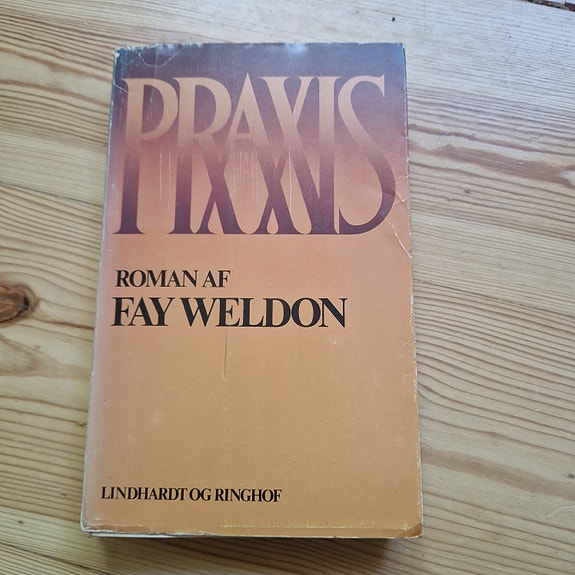 PRAXIS
ROMAN AF
FAY WELDON
LINDHARDT OG RINGHOF